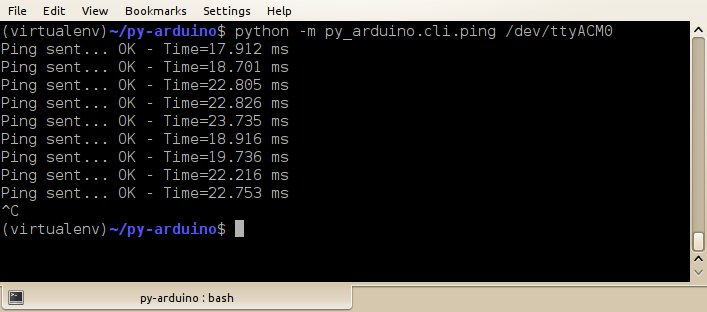 File Edit View Bookmarks Settings Help
(virtualenv)~/py-arduino$ python -m py_arduino.cli.ping /dev/ttyACM0
Ping sent... OK - Time=17.912 ms
Ping sent... OK - Time=18.701 ms
Ping sent... OK - Time=22.805 ms
Ping sent... OK - Time=22.826 ms
Ping sent... OK - Time=23.735 ms
Ping sent... OK - Time=18.916 ms
Ping sent... OK - Time=19.736 ms
Ping sent... OK - Time=22.216 ms
Ping sent... OK - Time=22.753 ms
^C
(virtualenv)~/py-arduino$
py-arduino : bash